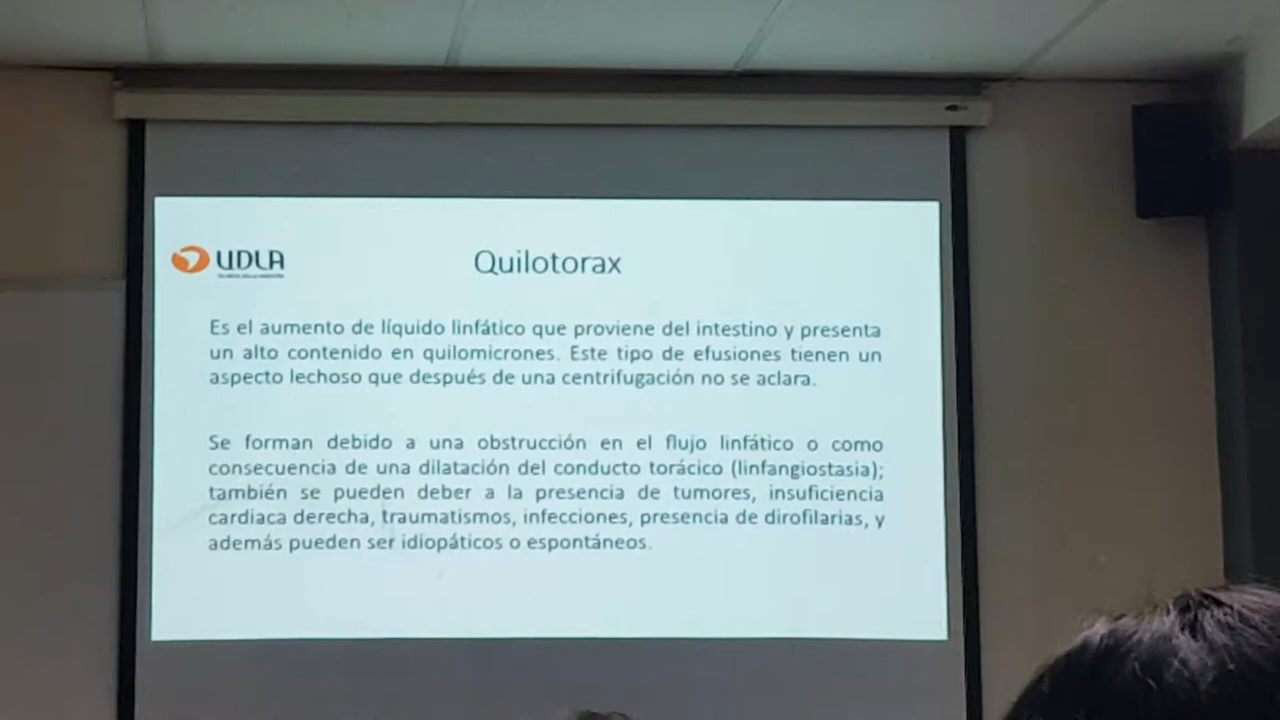 UDLA
Quilotorax
Es el aumento de líquido linfático que proviene del intestino y presenta
un alto contenido en quilomicrones. Este tipo de efusiones tienen un
aspecto lechoso que después de una centrifugación no se aclara.
Se forman debido a una obstrucción en el flujo linfático o como
consecuencia de una dilatación del conducto torácico (linfangiostasia);
también se pueden deber a la presencia de tumores, insuficiencia
cardiaca derecha, traumatismos, infecciones, presencia de dirofilarias, y
además pueden ser idiopáticos o espontáneos.